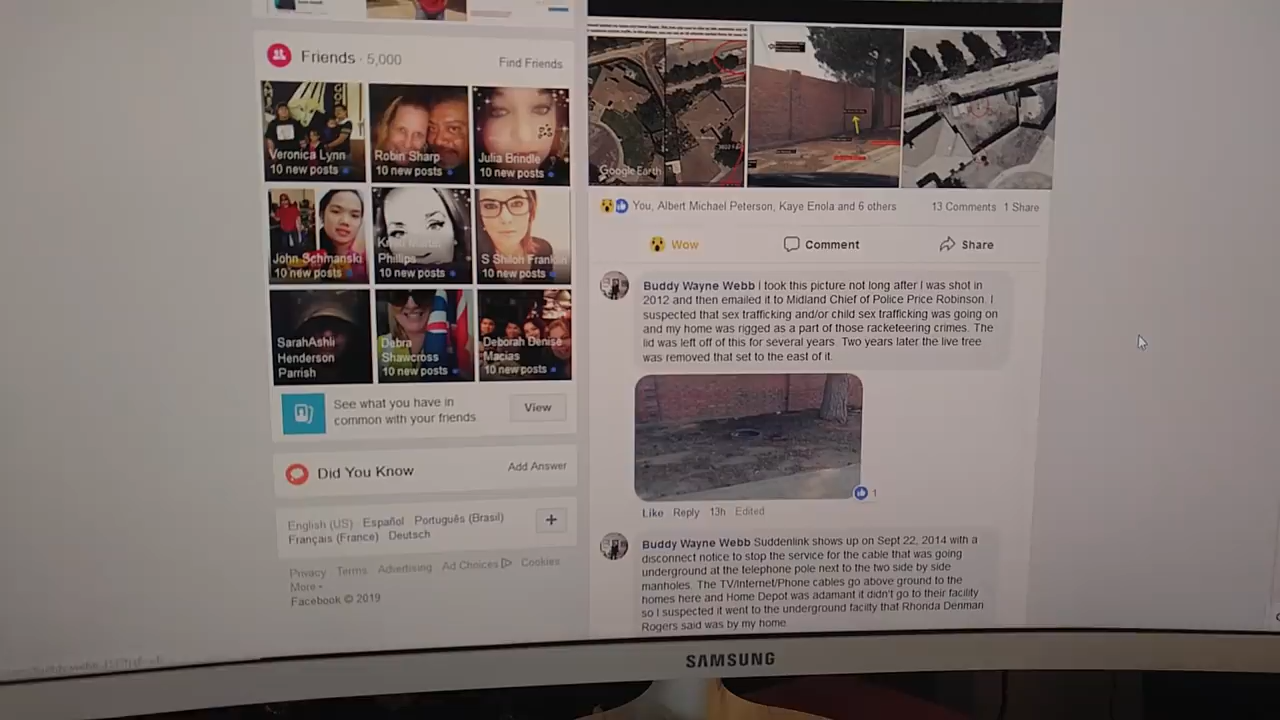 Friends · 5,000
Find Friends
Veronica Lynn
10 new posts
Robin Sharp
10 new posts
Julia Brindle
10 new posts
John Schmanski
10 new posts
Phillips
10 new posts
S Shiloh Franklin
10 new posts
SarahAshli
Henderson
Parrish
Debra
Shawcross
10 new posts
Deborah Denise
Macias
10 new posts
See what you have in
common with your friends
View
Did You Know
Add Answer
English (US) Español Português (Brasil)
Français (France) Deutsch
+
Privacy Terms Advertising Ad Choices Cookies
More
Facebook © 2019
Google Earth
You, Albert Michael Peterson, Kaye Enola and 6 others
13 Comments 1 Share
Wow
Comment
Share
Buddy Wayne Webb I took this picture not long after I was shot in
2012 and then emailed it to Midland Chief of Police Price Robinson. I
suspected that sex trafficking and/or child sex trafficking was going on
and my home was rigged as a part of those racketeering crimes. The
lid was left off of this for several years. Two years later the live tree
was removed that set to the east of it.
1
Like Reply 13h Edited
Buddy Wayne Webb Suddenlink shows up on Sept 22, 2014 with a
disconnect notice to stop the service for the cable that was going
underground at the telephone pole next to the two side by side
manholes. The TV/Internet/Phone cables go above ground to the
homes here and Home Depot was adamant it didn't go to their facility
so I suspected it went to the underground facilty that Rhonda Denman
Rogers said was by my home
SAMSUNG